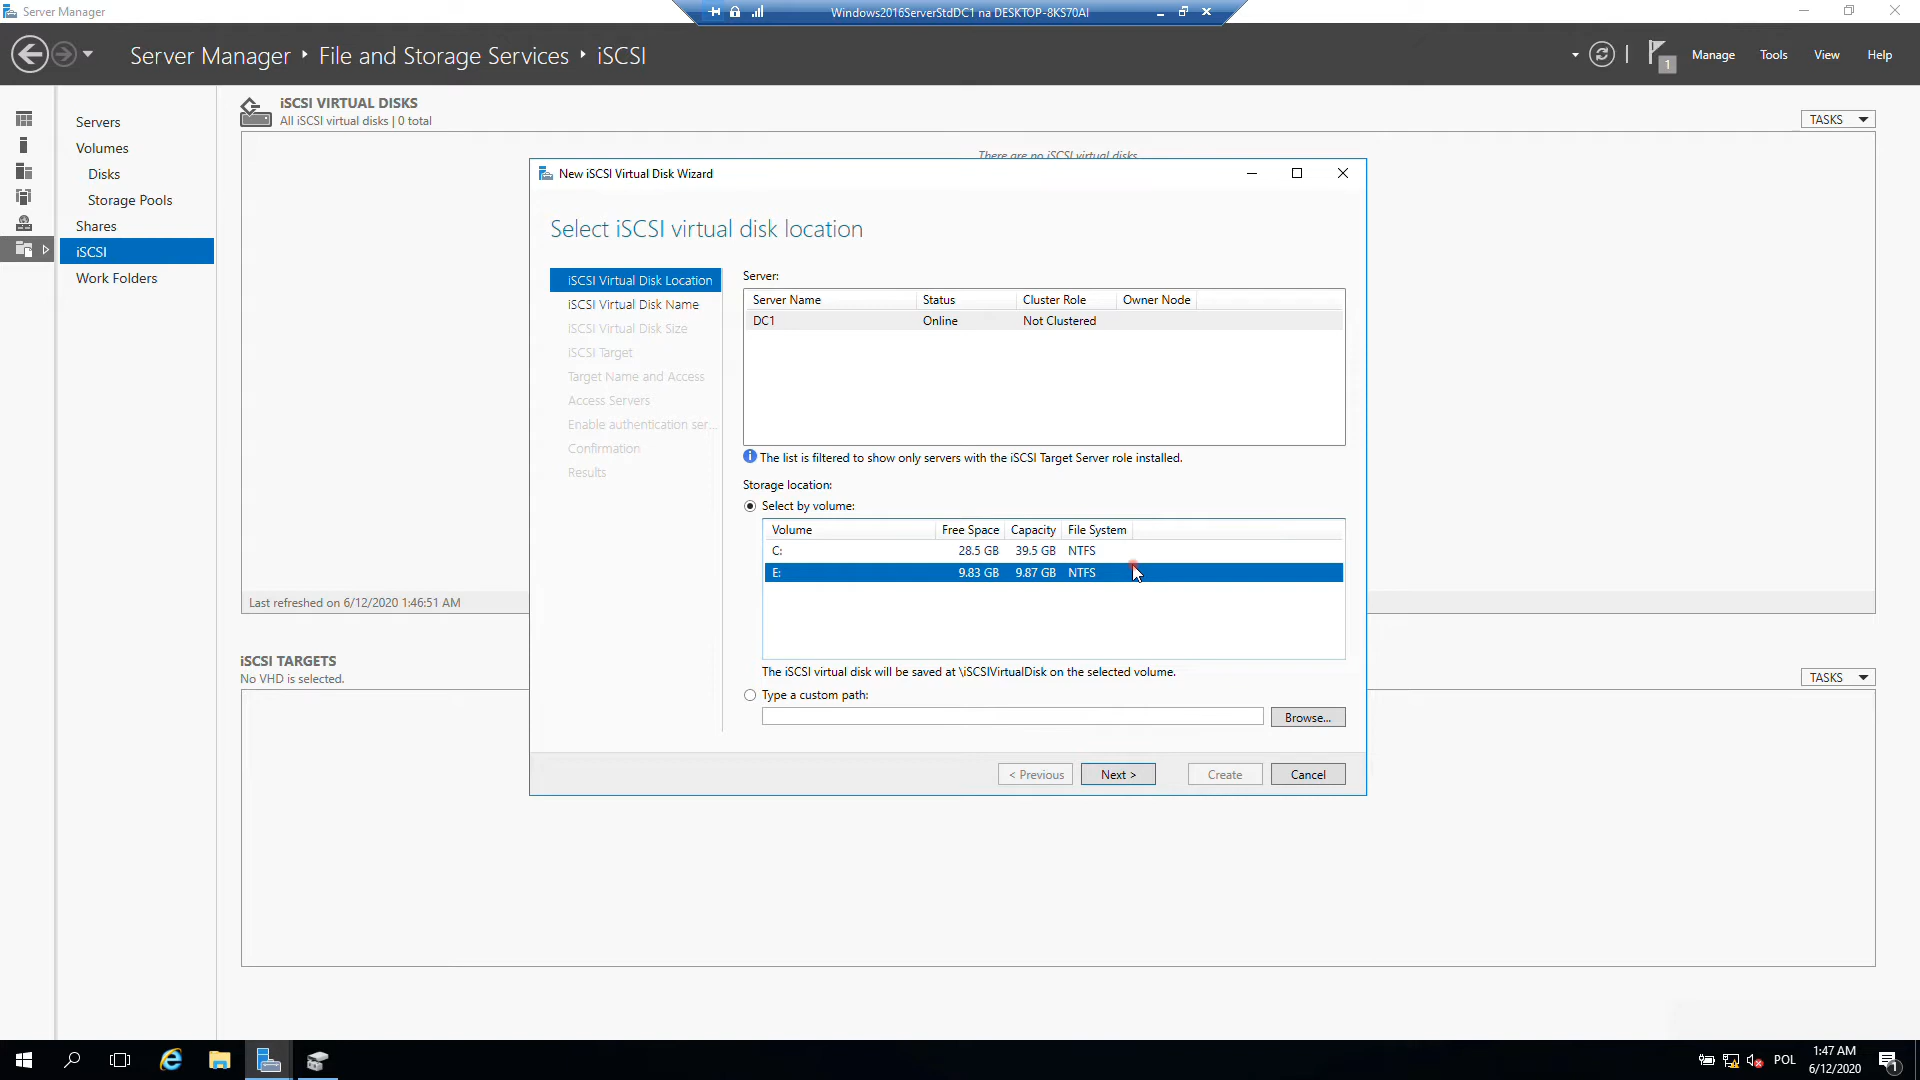 Server Manager
Windows2016ServerStdDC1 na DESKTOP-8KS70AI
Server Manager ‣ File and Storage Services ‣ iSCSI
1
Manage
Tools
View
Help
Servers
Volumes
Disks
Storage Pools
Shares
iSCSI
Work Folders
iSCSI VIRTUAL DISKS
All iSCSI virtual disks | 0 total
TASKS
There are no iSCSI virtual disks.
Last refreshed on 6/12/2020 1:46:51 AM
iSCSI TARGETS
No VHD is selected.
TASKS
New iSCSI Virtual Disk Wizard
Select iSCSI virtual disk location
iSCSI Virtual Disk Location
iSCSI Virtual Disk Name
iSCSI Virtual Disk Size
iSCSI Target
Target Name and Access
Access Servers
Enable authentication ser...
Confirmation
Results
Server:
Server Name Status Cluster Role Owner Node
DC1 Online Not Clustered
The list is filtered to show only servers with the iSCSI Target Server role installed.
Storage location:
Select by volume:
Volume Free Space Capacity File System
C: 28.5 GB 39.5 GB NTFS
E: 9.83 GB 9.87 GB NTFS
The iSCSI virtual disk will be saved at \iSCSIVirtualDisk on the selected volume.
Type a custom path:
Browse...
< Previous
Next >
Create
Cancel
POL
1:47 AM
6/12/2020
1